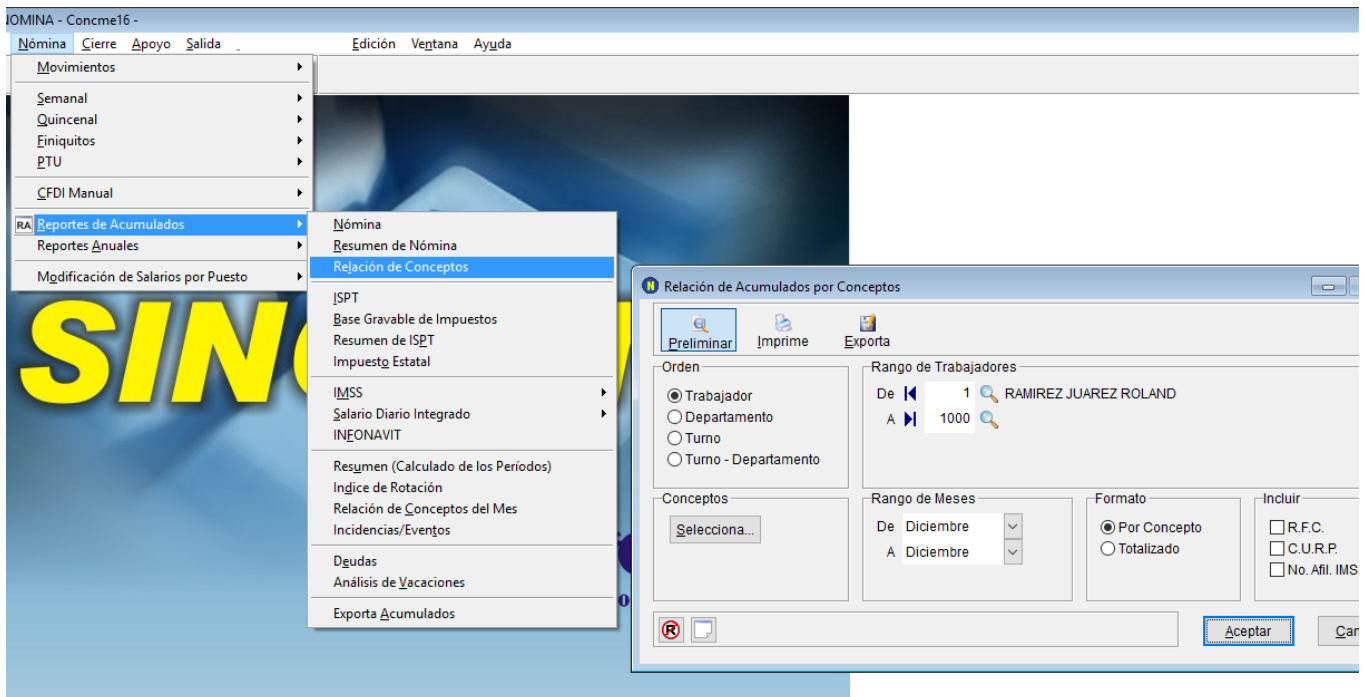 NOMINA - Concme16 -
Nómina Cierre Apoyo Salida Edición Ventana Ayuda
Movimientos
Semanal
Quincenal
Finiquitos
PTU
CFDI Manual
RA Reportes de Acumulados
Reportes Anuales
Modificación de Salarios por Puesto
Nómina
Resumen de Nómina
Relación de Conceptos
ISPT
Base Gravable de Impuestos
Resumen de ISPT
Impuesto Estatal
IMSS
Salario Diario Integrado
INFONAVIT
Resumen (Calculado de los Períodos)
Indice de Rotación
Relación de Conceptos del Mes
Incidencias/Eventos
Deudas
Análisis de Vacaciones
Exporta Acumulados
SIN
N Relación de Acumulados por Conceptos
Preliminar Imprime Exporta
Orden
Trabajador
Departamento
Turno
Turno - Departamento
Rango de Trabajadores
De 1 RAMIREZ JUAREZ ROLAND
A 1000
Conceptos
Selecciona...
Rango de Meses
De Diciembre
A Diciembre
Formato
Por Concepto
Totalizado
Incluir
R.F.C.
C.U.R.P.
No. Afil. IMS
R
Aceptar Can